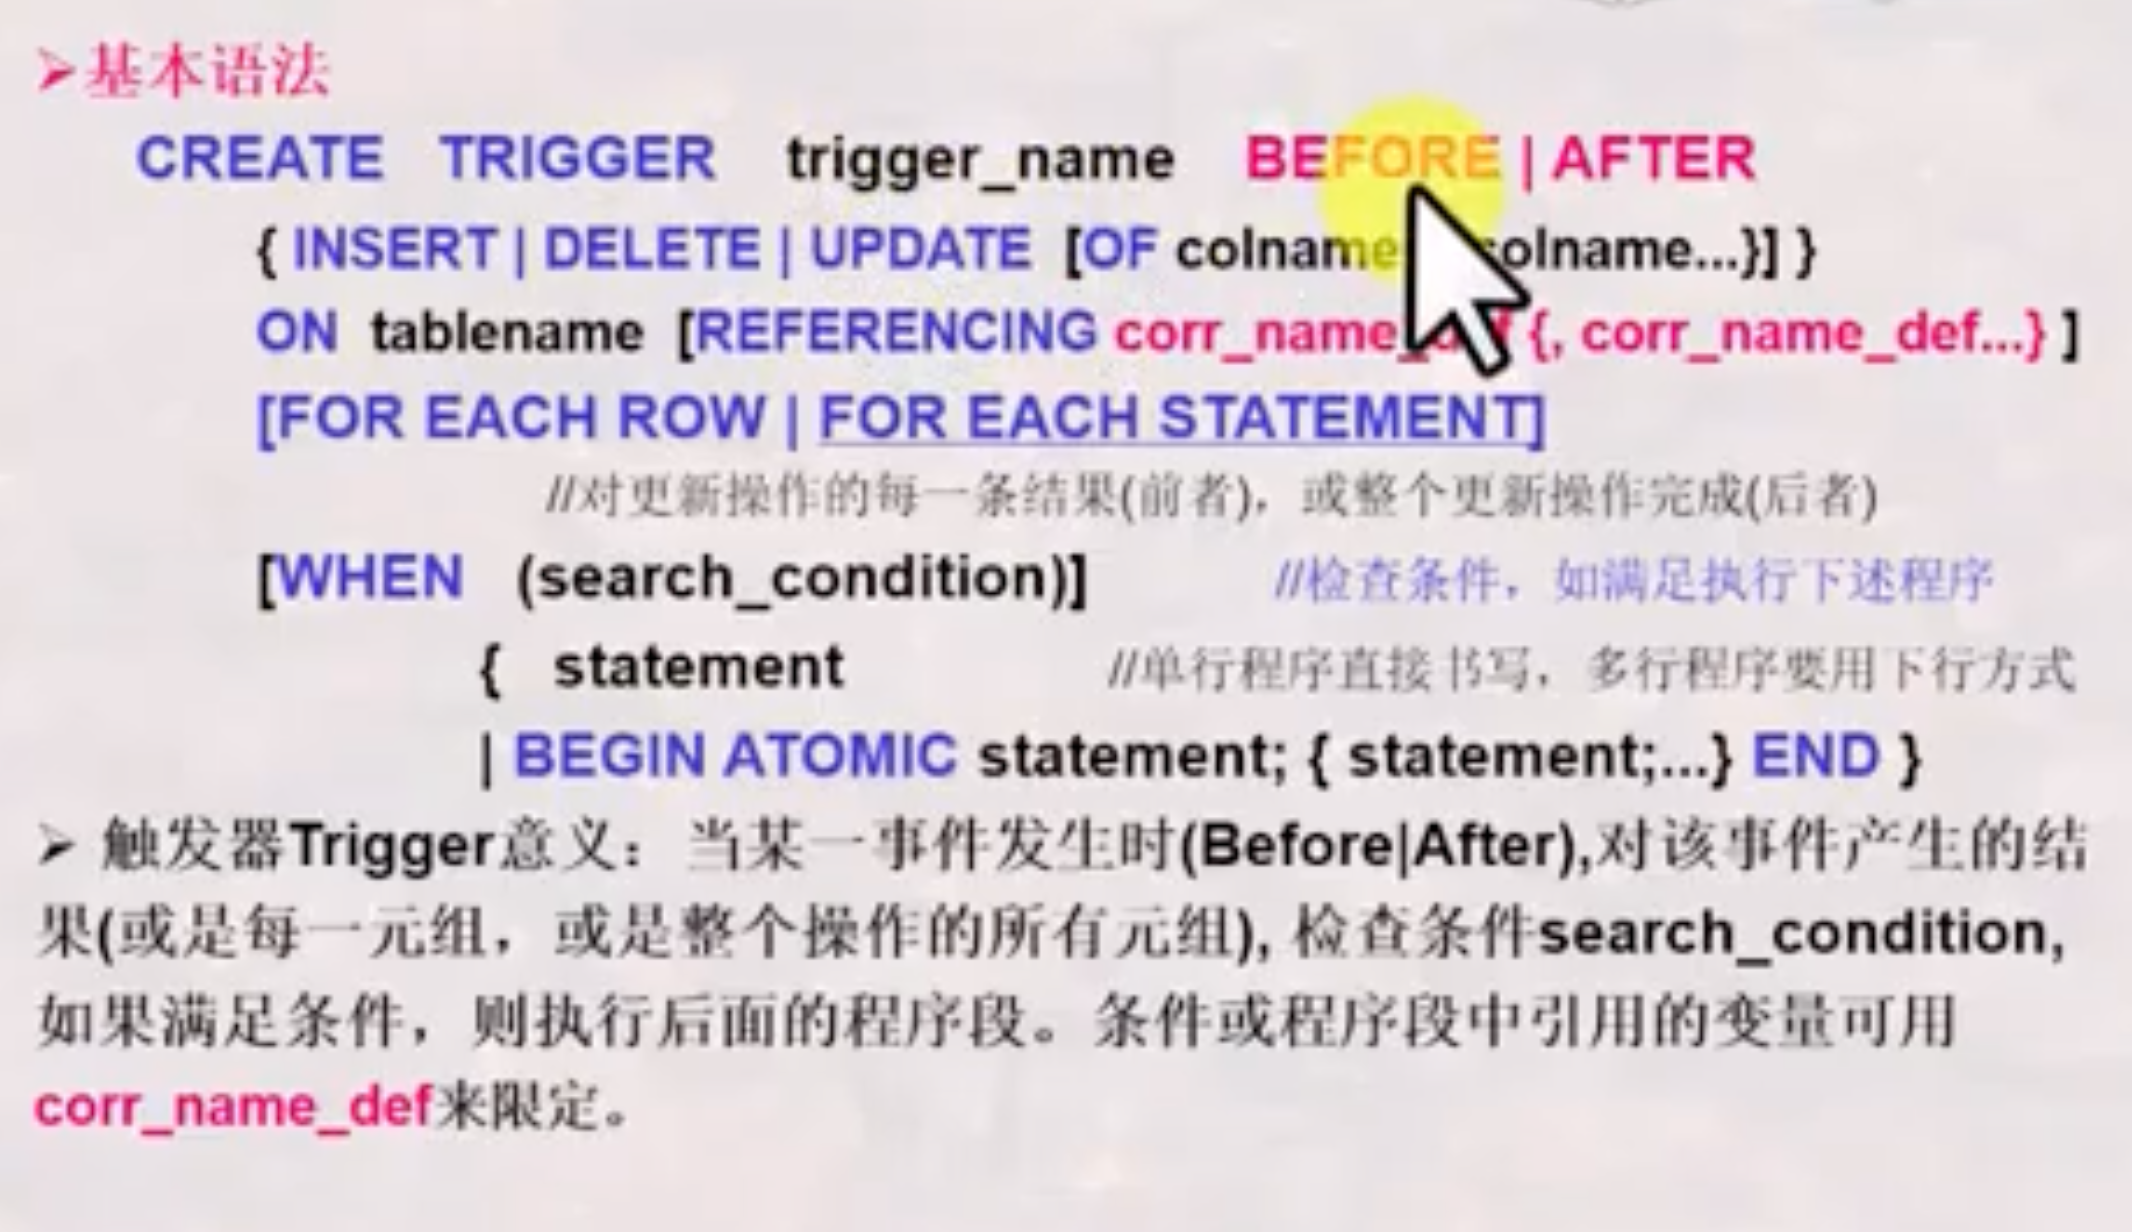 ➢基本语法
CREATE TRIGGER trigger_name BEFORE | AFTER
{ INSERT | DELETE | UPDATE [OF colname olname...}] }
ON tablename [REFERENCING corr_name {, corr_name_def...} ]
[FOR EACH ROW | FOR EACH STATEMENT]
//对更新操作的每一条结果(前者)，或整个更新操作完成(后者)
[WHEN (search_condition)] //检查条件，如满足执行下述程序
{ statement //单行程序直接书写，多行程序要用下行方式
| BEGIN ATOMIC statement; { statement;...} END }
➢ 触发器Trigger意义：当某一事件发生时(Before|After),对该事件产生的结
果(或是每一元组，或是整个操作的所有元组), 检查条件search_condition,
如果满足条件，则执行后面的程序段。条件或程序段中引用的变量可用
corr_name_def来限定。